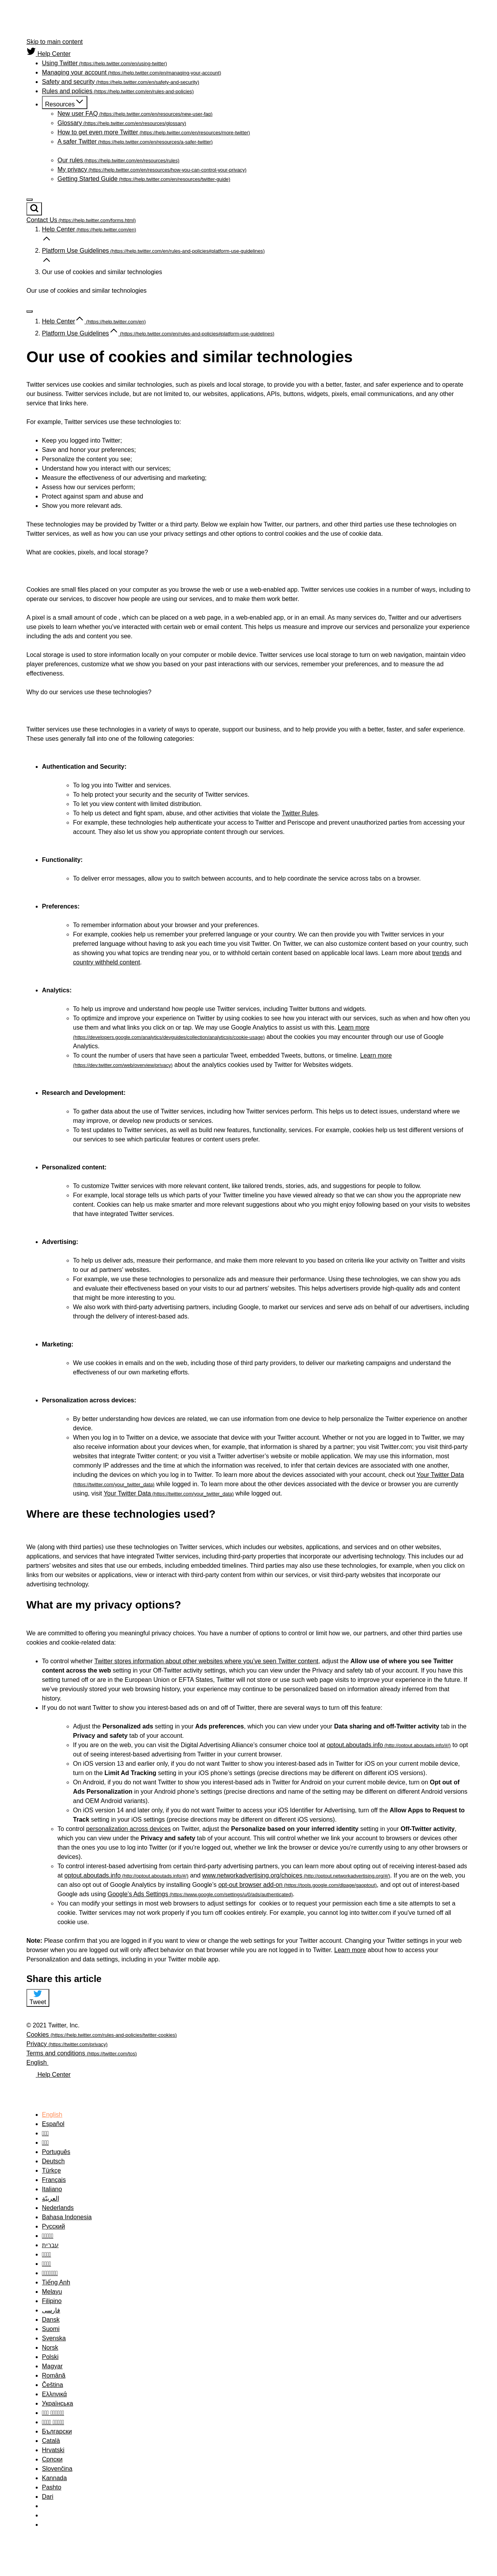 Skip to main content
Help Center
Using Twitter (https://help.twitter.com/en/using-twitter)
Managing your account (https://help.twitter.com/en/managing-your-account)
Safety and security (https://help.twitter.com/en/safety-and-security)
Rules and policies (https://help.twitter.com/en/rules-and-policies)
Resources
New user FAQ (https://help.twitter.com/en/resources/new-user-faq)
Glossary (https://help.twitter.com/en/resources/glossary)
How to get even more Twitter (https://help.twitter.com/en/resources/more-twitter)
A safer Twitter (https://help.twitter.com/en/resources/a-safer-twitter)
Our rules (https://help.twitter.com/en/resources/rules)
My privacy (https://help.twitter.com/en/resources/how-you-can-control-your-privacy)
Getting Started Guide (https://help.twitter.com/en/resources/twitter-guide)
Contact Us (https://help.twitter.com/forms.html)
1. Help Center (https://help.twitter.com/en)
2. Platform Use Guidelines (https://help.twitter.com/en/rules-and-policies#platform-use-guidelines)
3. Our use of cookies and similar technologies
Our use of cookies and similar technologies
1. Help Center (https://help.twitter.com/en)
2. Platform Use Guidelines (https://help.twitter.com/en/rules-and-policies#platform-use-guidelines)
Our use of cookies and similar technologies
Twitter services use cookies and similar technologies, such as pixels and local storage, to provide you with a better, faster, and safer experience and to operate
our business. Twitter services include, but are not limited to, our websites, applications, APIs, buttons, widgets, pixels, email communications, and any other
service that links here.
For example, Twitter services use these technologies to:
Keep you logged into Twitter;
Save and honor your preferences;
Personalize the content you see;
Understand how you interact with our services;
Measure the effectiveness of our advertising and marketing;
Assess how our services perform;
Protect against spam and abuse and
Show you more relevant ads.
These technologies may be provided by Twitter or a third party. Below we explain how Twitter, our partners, and other third parties use these technologies on
Twitter services, as well as how you can use your privacy settings and other options to control cookies and the use of cookie data.
What are cookies, pixels, and local storage?
Cookies are small files placed on your computer as you browse the web or use a web-enabled app. Twitter services use cookies in a number of ways, including to
operate our services, to discover how people are using our services, and to make them work better.
A pixel is a small amount of code , which can be placed on a web page, in a web-enabled app, or in an email. As many services do, Twitter and our advertisers
use pixels to learn whether you've interacted with certain web or email content. This helps us measure and improve our services and personalize your experience
including the ads and content you see.
Local storage is used to store information locally on your computer or mobile device. Twitter services use local storage to turn on web navigation, maintain video
player preferences, customize what we show you based on your past interactions with our services, remember your preferences, and to measure the ad
effectiveness.
Why do our services use these technologies?
Twitter services use these technologies in a variety of ways to operate, support our business, and to help provide you with a better, faster, and safer experience.
These uses generally fall into one of the following categories:
Authentication and Security:
To log you into Twitter and services.
To help protect your security and the security of Twitter services.
To let you view content with limited distribution.
To help us detect and fight spam, abuse, and other activities that violate the Twitter Rules.
For example, these technologies help authenticate your access to Twitter and Periscope and prevent unauthorized parties from accessing your
account. They also let us show you appropriate content through our services.
Functionality:
To deliver error messages, allow you to switch between accounts, and to help coordinate the service across tabs on a browser.
Preferences:
To remember information about your browser and your preferences.
For example, cookies help us remember your preferred language or your country. We can then provide you with Twitter services in your
preferred language without having to ask you each time you visit Twitter. On Twitter, we can also customize content based on your country, such
as showing you what topics are trending near you, or to withhold certain content based on applicable local laws. Learn more about trends and
country withheld content.
Analytics:
To help us improve and understand how people use Twitter services, including Twitter buttons and widgets.
To optimize and improve your experience on Twitter by using cookies to see how you interact with our services, such as when and how often you
use them and what links you click on or tap. We may use Google Analytics to assist us with this. Learn more
(https://developers.google.com/analytics/devguides/collection/analyticsjs/cookie-usage) about the cookies you may encounter through our use of Google
Analytics.
To count the number of users that have seen a particular Tweet, embedded Tweets, buttons, or timeline. Learn more
(https://dev.twitter.com/web/overview/privacy) about the analytics cookies used by Twitter for Websites widgets.
Research and Development:
To gather data about the use of Twitter services, including how Twitter services perform. This helps us to detect issues, understand where we
may improve, or develop new products or services.
To test updates to Twitter services, as well as build new features, functionality, services. For example, cookies help us test different versions of
our services to see which particular features or content users prefer.
Personalized content:
To customize Twitter services with more relevant content, like tailored trends, stories, ads, and suggestions for people to follow.
For example, local storage tells us which parts of your Twitter timeline you have viewed already so that we can show you the appropriate new
content. Cookies can help us make smarter and more relevant suggestions about who you might enjoy following based on your visits to websites
that have integrated Twitter services.
Advertising:
To help us deliver ads, measure their performance, and make them more relevant to you based on criteria like your activity on Twitter and visits
to our ad partners' websites.
For example, we use these technologies to personalize ads and measure their performance. Using these technologies, we can show you ads
and evaluate their effectiveness based on your visits to our ad partners' websites. This helps advertisers provide high-quality ads and content
that might be more interesting to you.
We also work with third-party advertising partners, including Google, to market our services and serve ads on behalf of our advertisers, including
through the delivery of interest-based ads.
Marketing:
We use cookies in emails and on the web, including those of third party providers, to deliver our marketing campaigns and understand the
effectiveness of our own marketing efforts.
Personalization across devices:
By better understanding how devices are related, we can use information from one device to help personalize the Twitter experience on another
device.
When you log in to Twitter on a device, we associate that device with your Twitter account. Whether or not you are logged in to Twitter, we may
also receive information about your devices when, for example, that information is shared by a partner; you visit Twitter.com; you visit third-party
websites that integrate Twitter content; or you visit a Twitter advertiser's website or mobile application. We may use this information, most
commonly IP addresses and the time at which the information was received, to infer that certain devices are associated with one another,
including the devices on which you log in to Twitter. To learn more about the devices associated with your account, check out Your Twitter Data
(https://twitter.com/your_twitter_data) while logged in. To learn more about the other devices associated with the device or browser you are currently
using, visit Your Twitter Data (https://twitter.com/your_twitter_data) while logged out.
Where are these technologies used?
We (along with third parties) use these technologies on Twitter services, which includes our websites, applications, and services and on other websites,
applications, and services that have integrated Twitter services, including third-party properties that incorporate our advertising technology. This includes our ad
partners' websites and sites that use our embeds, including embedded timelines. Third parties may also use these technologies, for example, when you click on
links from our websites or applications, view or interact with third-party content from within our services, or visit third-party websites that incorporate our
advertising technology.
What are my privacy options?
We are committed to offering you meaningful privacy choices. You have a number of options to control or limit how we, our partners, and other third parties use
cookies and cookie-related data:
To control whether Twitter stores information about other websites where you've seen Twitter content, adjust the Allow use of where you see Twitter
content across the web setting in your Off-Twitter activity settings, which you can view under the Privacy and safety tab of your account. If you have this
setting turned off or are in the European Union or EFTA States, Twitter will not store or use such web page visits to improve your experience in the future. If
we've previously stored your web browsing history, your experience may continue to be personalized based on information already inferred from that
history.
If you do not want Twitter to show you interest-based ads on and off of Twitter, there are several ways to turn off this feature:
Adjust the Personalized ads setting in your Ads preferences, which you can view under your Data sharing and off-Twitter activity tab in the
Privacy and safety tab of your account.
If you are on the web, you can visit the Digital Advertising Alliance's consumer choice tool at optout.aboutads.info (http://optout.aboutads.info/#/) to opt
out of seeing interest-based advertising from Twitter in your current browser.
On iOS version 13 and earlier only, if you do not want Twitter to show you interest-based ads in Twitter for iOS on your current mobile device,
turn on the Limit Ad Tracking setting in your iOS phone's settings (precise directions may be different on different iOS versions).
On Android, if you do not want Twitter to show you interest-based ads in Twitter for Android on your current mobile device, turn on Opt out of
Ads Personalization in your Android phone's settings (precise directions and name of the setting may be different on different Android versions
and OEM Android variants).
On iOS version 14 and later only, if you do not want Twitter to access your iOS Identifier for Advertising, turn off the Allow Apps to Request to
Track setting in your iOS settings (precise directions may be different on different iOS versions).
To control personalization across devices on Twitter, adjust the Personalize based on your inferred identity setting in your Off-Twitter activity,
which you can view under the Privacy and safety tab of your account. This will control whether we link your account to browsers or devices other
than the ones you use to log into Twitter (or if you're logged out, whether we link the browser or device you're currently using to any other browsers or
devices).
To control interest-based advertising from certain third-party advertising partners, you can learn more about opting out of receiving interest-based ads
at optout.aboutads.info (http://optout.aboutads.info/#/) and www.networkadvertising.org/choices (http://optout.networkadvertising.org/#/), If you are on the web, you
can also opt out of Google Analytics by installing Google's opt-out browser add-on (https://tools.google.com/dlpage/gaoptout), and opt out of interest-based
Google ads using Google's Ads Settings (https://www.google.com/settings/u/0/ads/authenticated).
You can modify your settings in most web browsers to adjust settings for cookies or to request your permission each time a site attempts to set a
cookie. Twitter services may not work properly if you turn off cookies entirely. For example, you cannot log into twitter.com if you've turned off all
cookie use.
Note: Please confirm that you are logged in if you want to view or change the web settings for your Twitter account. Changing your Twitter settings in your web
browser when you are logged out will only affect behavior on that browser while you are not logged in to Twitter. Learn more about how to access your
Personalization and data settings, including in your Twitter mobile app.
Share this article
Tweet
© 2021 Twitter, Inc.
Cookies (https://help.twitter.com/rules-and-policies/twitter-cookies)
Privacy (https://twitter.com/privacy)
Terms and conditions (https://twitter.com/tos)
English
Help Center
English
Español
Português
Deutsch
Türkçe
Français
Italiano
العربيّة
Nederlands
Bahasa Indonesia
Русский
עברית
Tiếng Anh
Melayu
Filipino
فارسی
Dansk
Suomi
Svenska
Norsk
Polski
Magyar
Română
Čeština
Ελληνικά
Українська
Български
Català
Hrvatski
Српски
Slovenčina
Kannada
Pashto
Dari